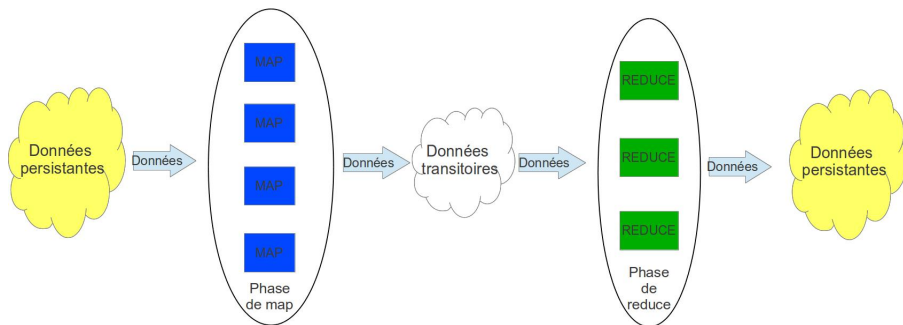 Données
persistantes
Données
MAP
MAP
MAP
MAP
Phase
de map
Données
Données
transitoires
Données
REDUCE
REDUCE
REDUCE
Phase
de
reduce
Données
Données
persistantes